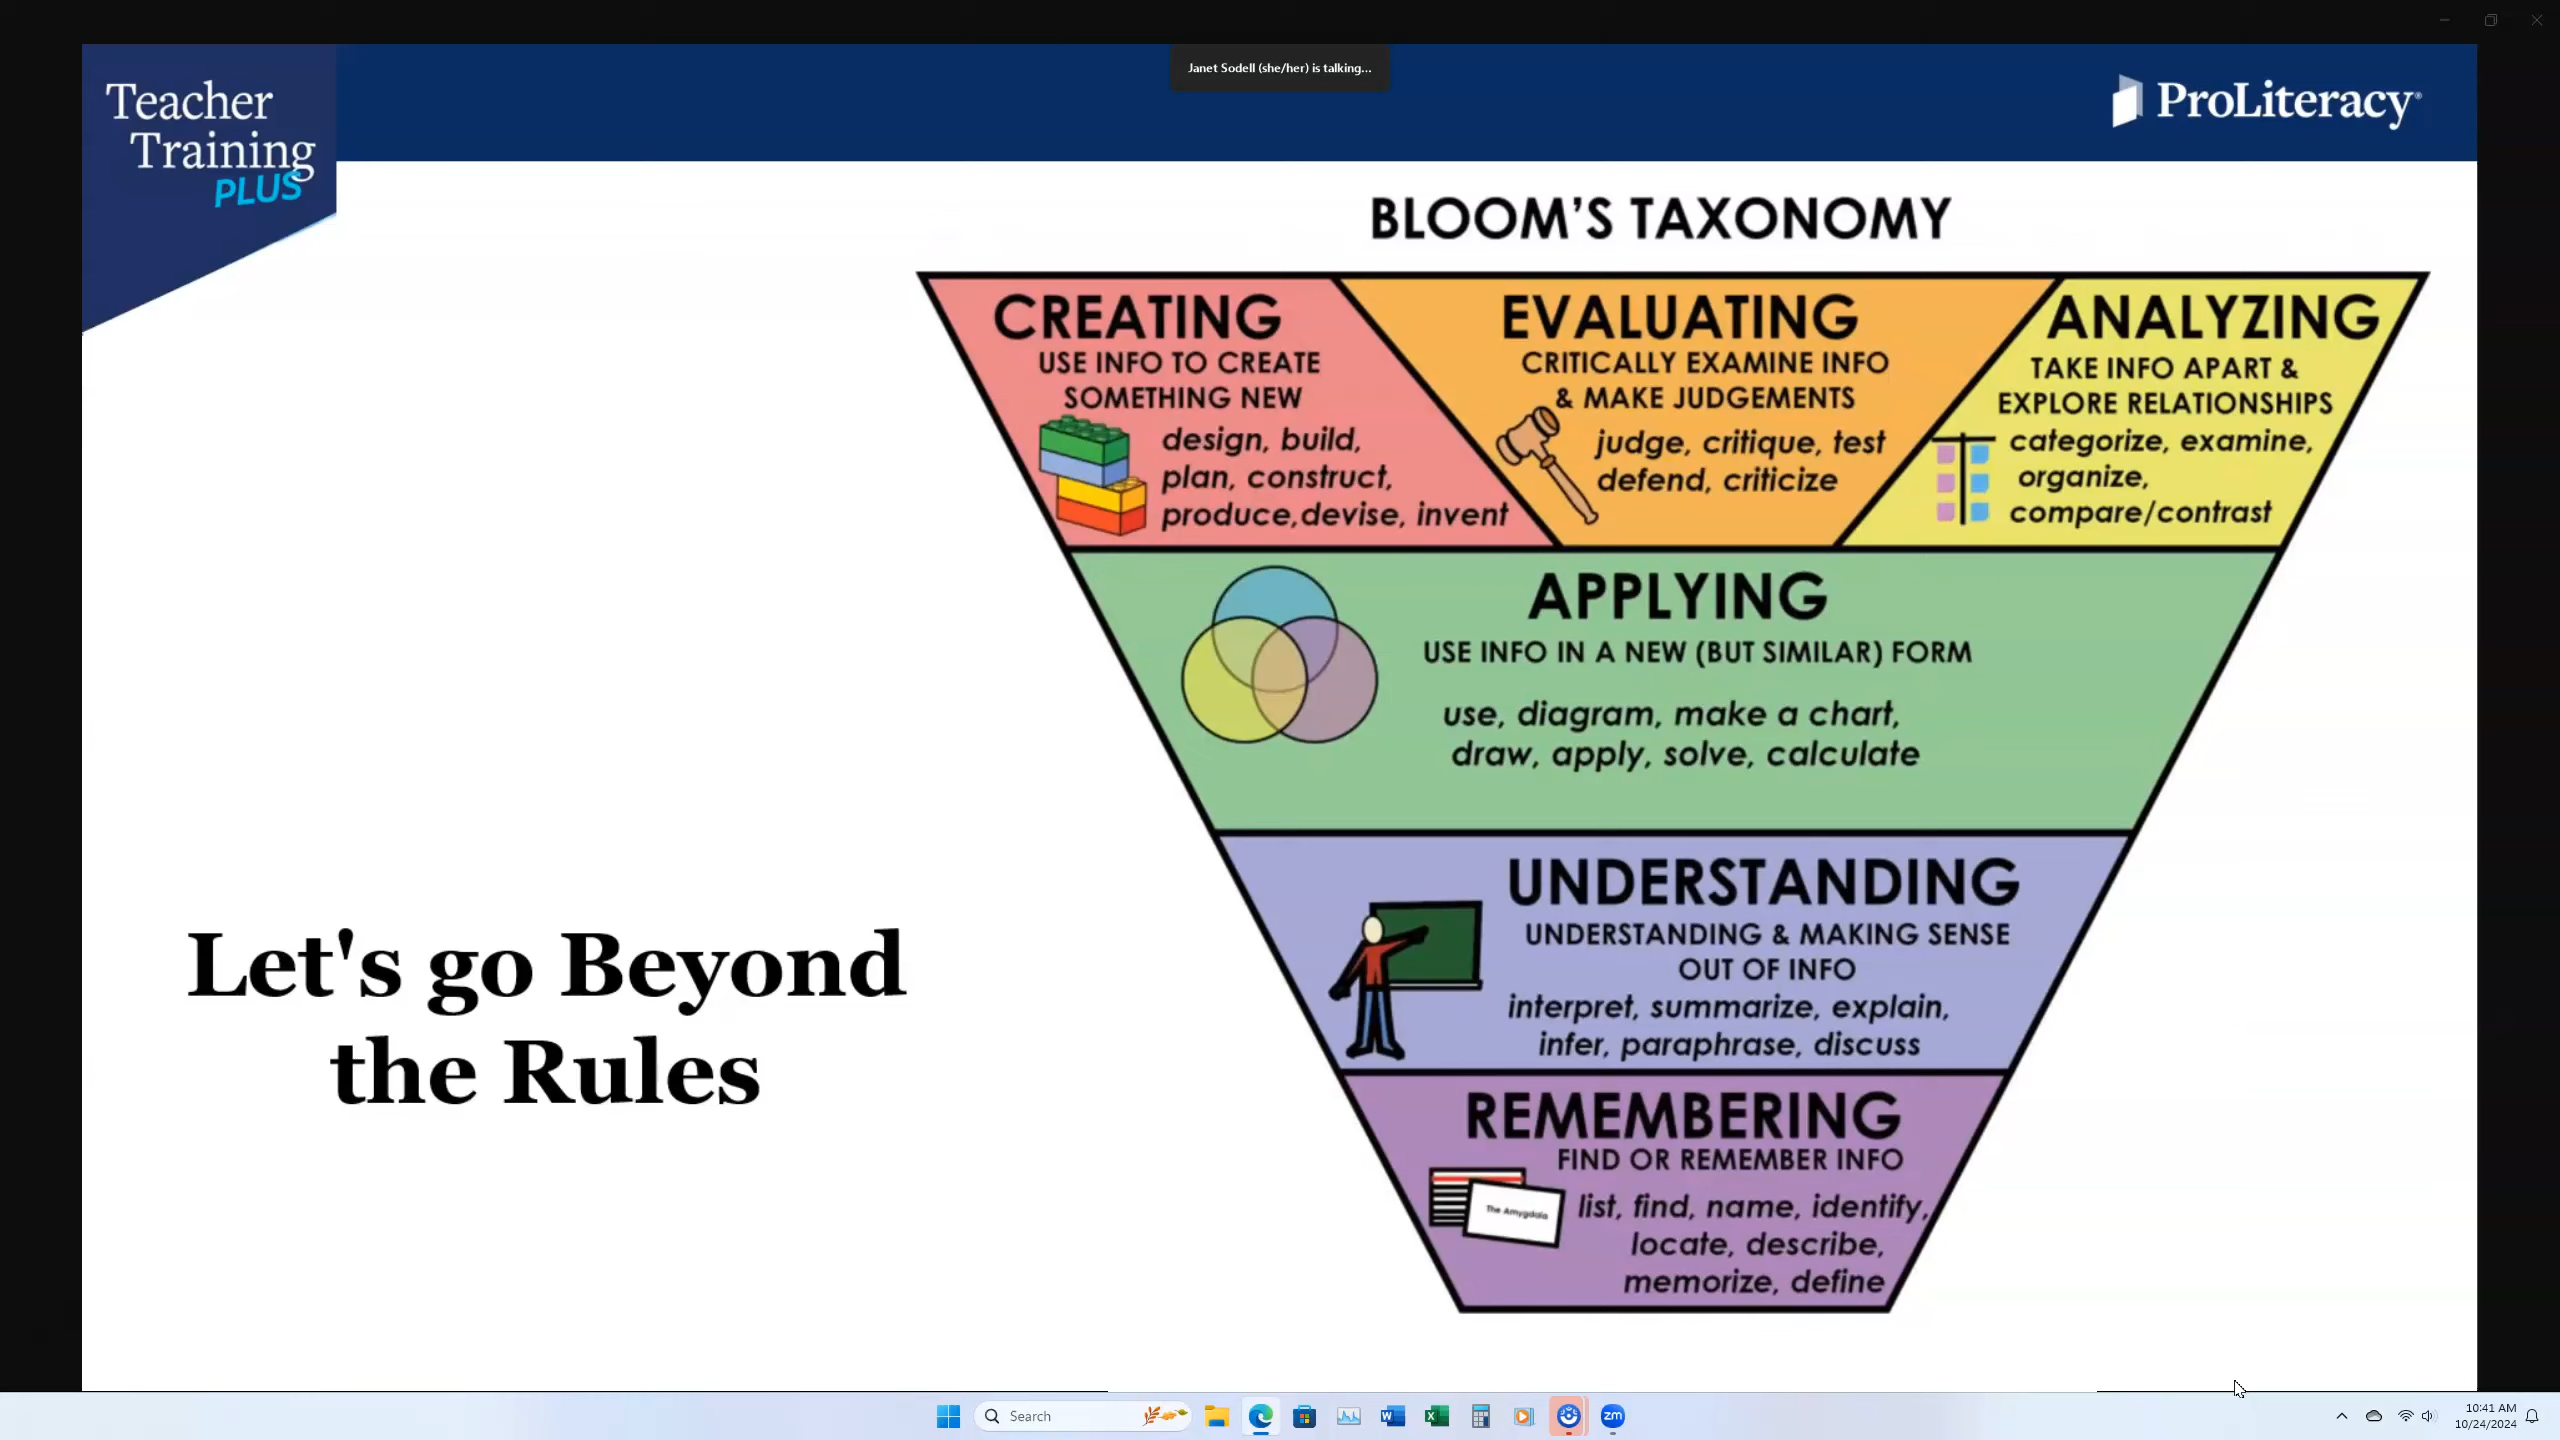 Janet Sodell (she/her) is talking...
Teacher
Training
PLUS
ProLiteracy
BLOOM'S TAXONOMY
CREATING
USE INFO TO CREATE
SOMETHING NEW
design, build,
plan, construct,
produce,devise, invent
EVALUATING
CRITICALLY EXAMINE INFO
& MAKE JUDGEMENTS
judge, critique, test
defend, criticize
ANALYZING
TAKE INFO APART &
EXPLORE RELATIONSHIPS
categorize, examine,
organize,
compare/contrast
APPLYING
USE INFO IN A NEW (BUT SIMILAR) FORM
use, diagram, make a chart,
draw, apply, solve, calculate
UNDERSTANDING
UNDERSTANDING & MAKING SENSE
OUT OF INFO
interpret, summarize, explain,
infer, paraphrase, discuss
Let's go Beyond
the Rules
REMEMBERING
FIND OR REMEMBER INFO
The Amygdala
list, find, name, identify,
locate, describe,
memorize, define
Search
zm
10:41 AM
10/24/2024